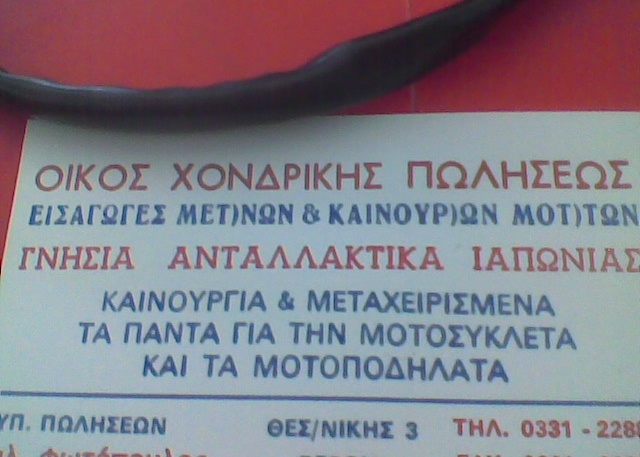 ΟΙΚΟΣ ΧΟΝΔΡΙΚΗΣ ΠΩΛΗΣΕΩΣ
ΕΙΣΑΓΩΓΕΣ ΜΕΤ)ΝΩΝ & ΚΑΙΝΟΥΡ)ΩΝ ΜΟΤ)ΤΩΝ
ΓΝΗΣΙΑ ΑΝΤΑΛΛΑΚΤΙΚΑ ΙΑΠΩΝΙΑΣ
ΚΑΙΝΟΥΡΓΙΑ & ΜΕΤΑΧΕΙΡΙΣΜΕΝΑ
ΤΑ ΠΑΝΤΑ ΓΙΑ ΤΗΝ ΜΟΤΟΣΥΚΛΕΤΑ
ΚΑΙ ΤΑ ΜΟΤΟΠΟΔΗΛΑΤΑ
ΥΠ. ΠΩΛΗΣΕΩΝ ΘΕΣ/ΝΙΚΗΣ 3 ΤΗΛ. 0331 - 2288